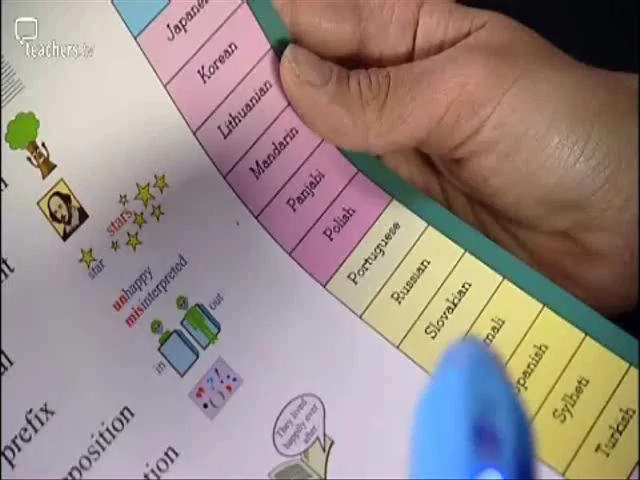 teachers.tv
Japanese
Korean
Lithuanian
Mandarin
Panjabi
Polish
Portuguese
Russian
Slovakian
Sylheti
Turkish
stars
star
unhappy
misinterpreted
out
in
? !
prefix
They lived
happily ever
after.